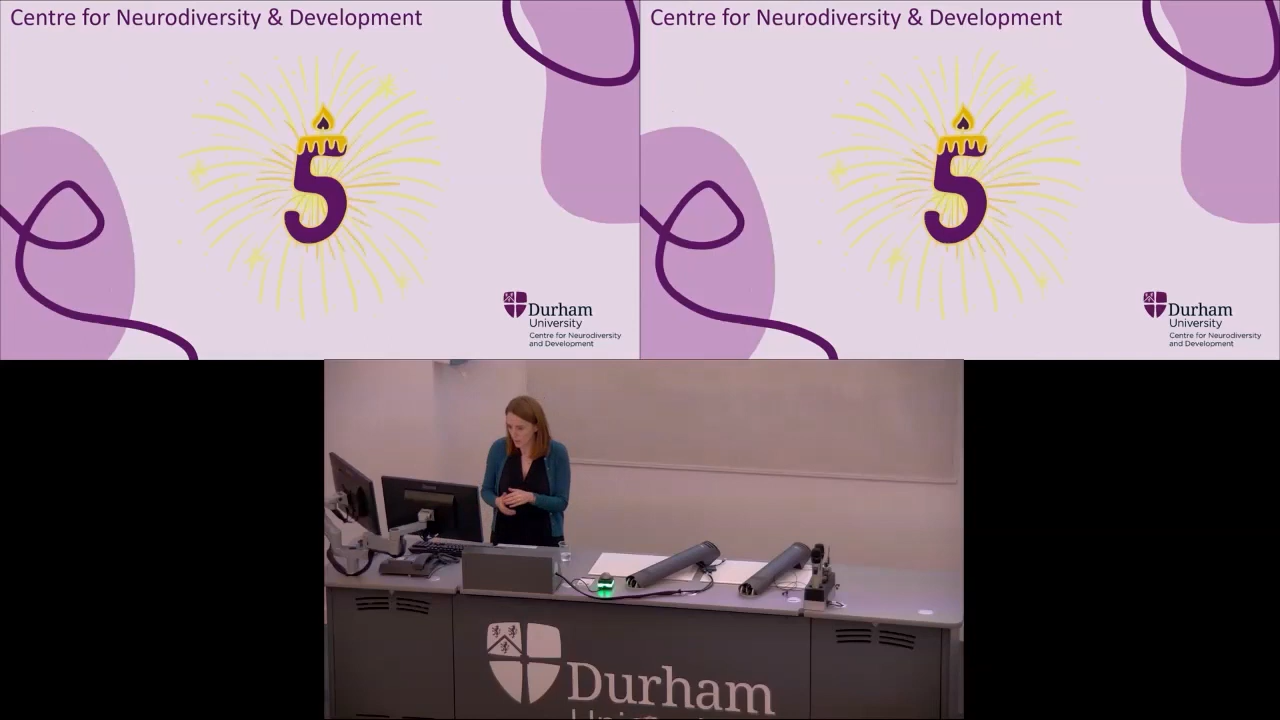 Centre for Neurodiversity & Development
5
Durham
University
Centre for Neurodiversity
and Development
Centre for Neurodiversity & Development
5
Durham
University
Centre for Neurodiversity
and Development
Durham